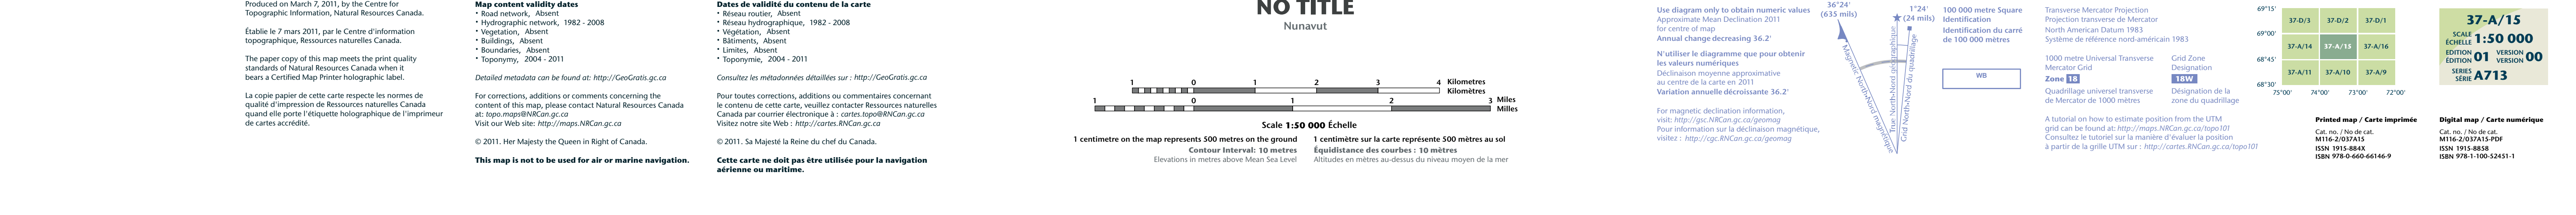 Produced on March 7, 2011, by the Centre for
Topographic Information, Natural Resources Canada.
Établie le 7 mars 2011, par le Centre d'information
topographique, Ressources naturelles Canada.
The paper copy of this map meets the print quality
standards of Natural Resources Canada when it
bears a Certified Map Printer holographic label.
La copie papier de cette carte respecte les normes de
qualité d'impression de Ressources naturelles Canada
quand elle porte l'étiquette holographique de l'imprimeur
de cartes accrédité.
Map content validity dates
• Road network, Absent
• Hydrographic network, 1982 - 2008
• Vegetation, Absent
• Buildings, Absent
• Boundaries, Absent
• Toponymy, 2004 - 2011
Detailed metadata can be found at: http://GeoGratis.gc.ca
For corrections, additions or comments concerning the
content of this map, please contact Natural Resources Canada
at: topo.maps@NRCan.gc.ca
Visit our Web site: http://maps.NRCan.gc.ca
© 2011. Her Majesty the Queen in Right of Canada.
This map is not to be used for air or marine navigation.
Dates de validité du contenu de la carte
• Réseau routier, Absent
• Réseau hydrographique, 1982 - 2008
• Végétation, Absent
• Bâtiments, Absent
• Limites, Absent
• Toponymie, 2004 - 2011
Consultez les métadonnées détaillées sur : http://GeoGratis.gc.ca
Pour toutes corrections, additions ou commentaires concernant
le contenu de cette carte, veuillez contacter Ressources naturelles
Canada par courrier électronique à : cartes.topo@RNCan.gc.ca
Visitez notre site Web : http://cartes.RNCan.gc.ca
© 2011. Sa Majesté la Reine du chef du Canada.
Cette carte ne doit pas être utilisée pour la navigation
aérienne ou maritime.
NO TITLE
Nunavut
1 0 1 2 3 4 Kilometres
Kilomètres
1 0 1 2 3 Miles
Milles
Scale 1:50 000 Échelle
1 centimetre on the map represents 500 metres on the ground
Contour Interval: 10 metres
Elevations in metres above Mean Sea Level
1 centimètre sur la carte représente 500 mètres au sol
Équidistance des courbes : 10 mètres
Altitudes en mètres au-dessus du niveau moyen de la mer
Use diagram only to obtain numeric values
Approximate Mean Declination 2011
for centre of map
Annual change decreasing 36.2'
N'utiliser le diagramme que pour obtenir
les valeurs numériques
Déclinaison moyenne approximative
au centre de la carte en 2011
Variation annuelle décroissante 36.2'
For magnetic declination information,
visit: http://gsc.NRCan.gc.ca/geomag
Pour information sur la déclinaison magnétique,
visitez : http://cgc.RNCan.gc.ca/geomag
36°24'
(635 mils)
1°24'
(24 mils)
Magnetic North•Nord magnétique
True North•Nord géographique
Grid North•Nord du quadrillage
100 000 metre Square
Identification
Identification du carré
de 100 000 mètres
WB
Transverse Mercator Projection
Projection transverse de Mercator
North American Datum 1983
Système de référence nord-américain 1983
1000 metre Universal Transverse
Mercator Grid
Zone 18
Quadrillage universel transverse
de Mercator de 1000 mètres
Grid Zone
Designation
18W
Désignation de la
zone du quadrillage
A tutorial on how to estimate position from the UTM
grid can be found at: http://maps.NRCan.gc.ca/topo101
Consultez le tutoriel sur la manière d'évaluer la position
à partir de la grille UTM sur : http://cartes.RNCan.gc.ca/topo101
69°15'
37-D/3 37-D/2 37-D/1
69°00'
37-A/14 37-A/15 37-A/16
68°45'
37-A/11 37-A/10 37-A/9
68°30'
75°00' 74°00' 73°00' 72°00'
Printed map / Carte imprimée
Cat. no. / No de cat.
M116-2/037A15
ISSN 1915-884X
ISBN 978-0-660-66146-9
37-A/15
SCALE
ÉCHELLE 1:50 000
EDITION
ÉDITION 01 VERSION
VERSION 00
SERIES
SÉRIE A713
Digital map / Carte numérique
Cat. no. / No de cat.
M116-2/037A15-PDF
ISSN 1915-8858
ISBN 978-1-100-52451-1